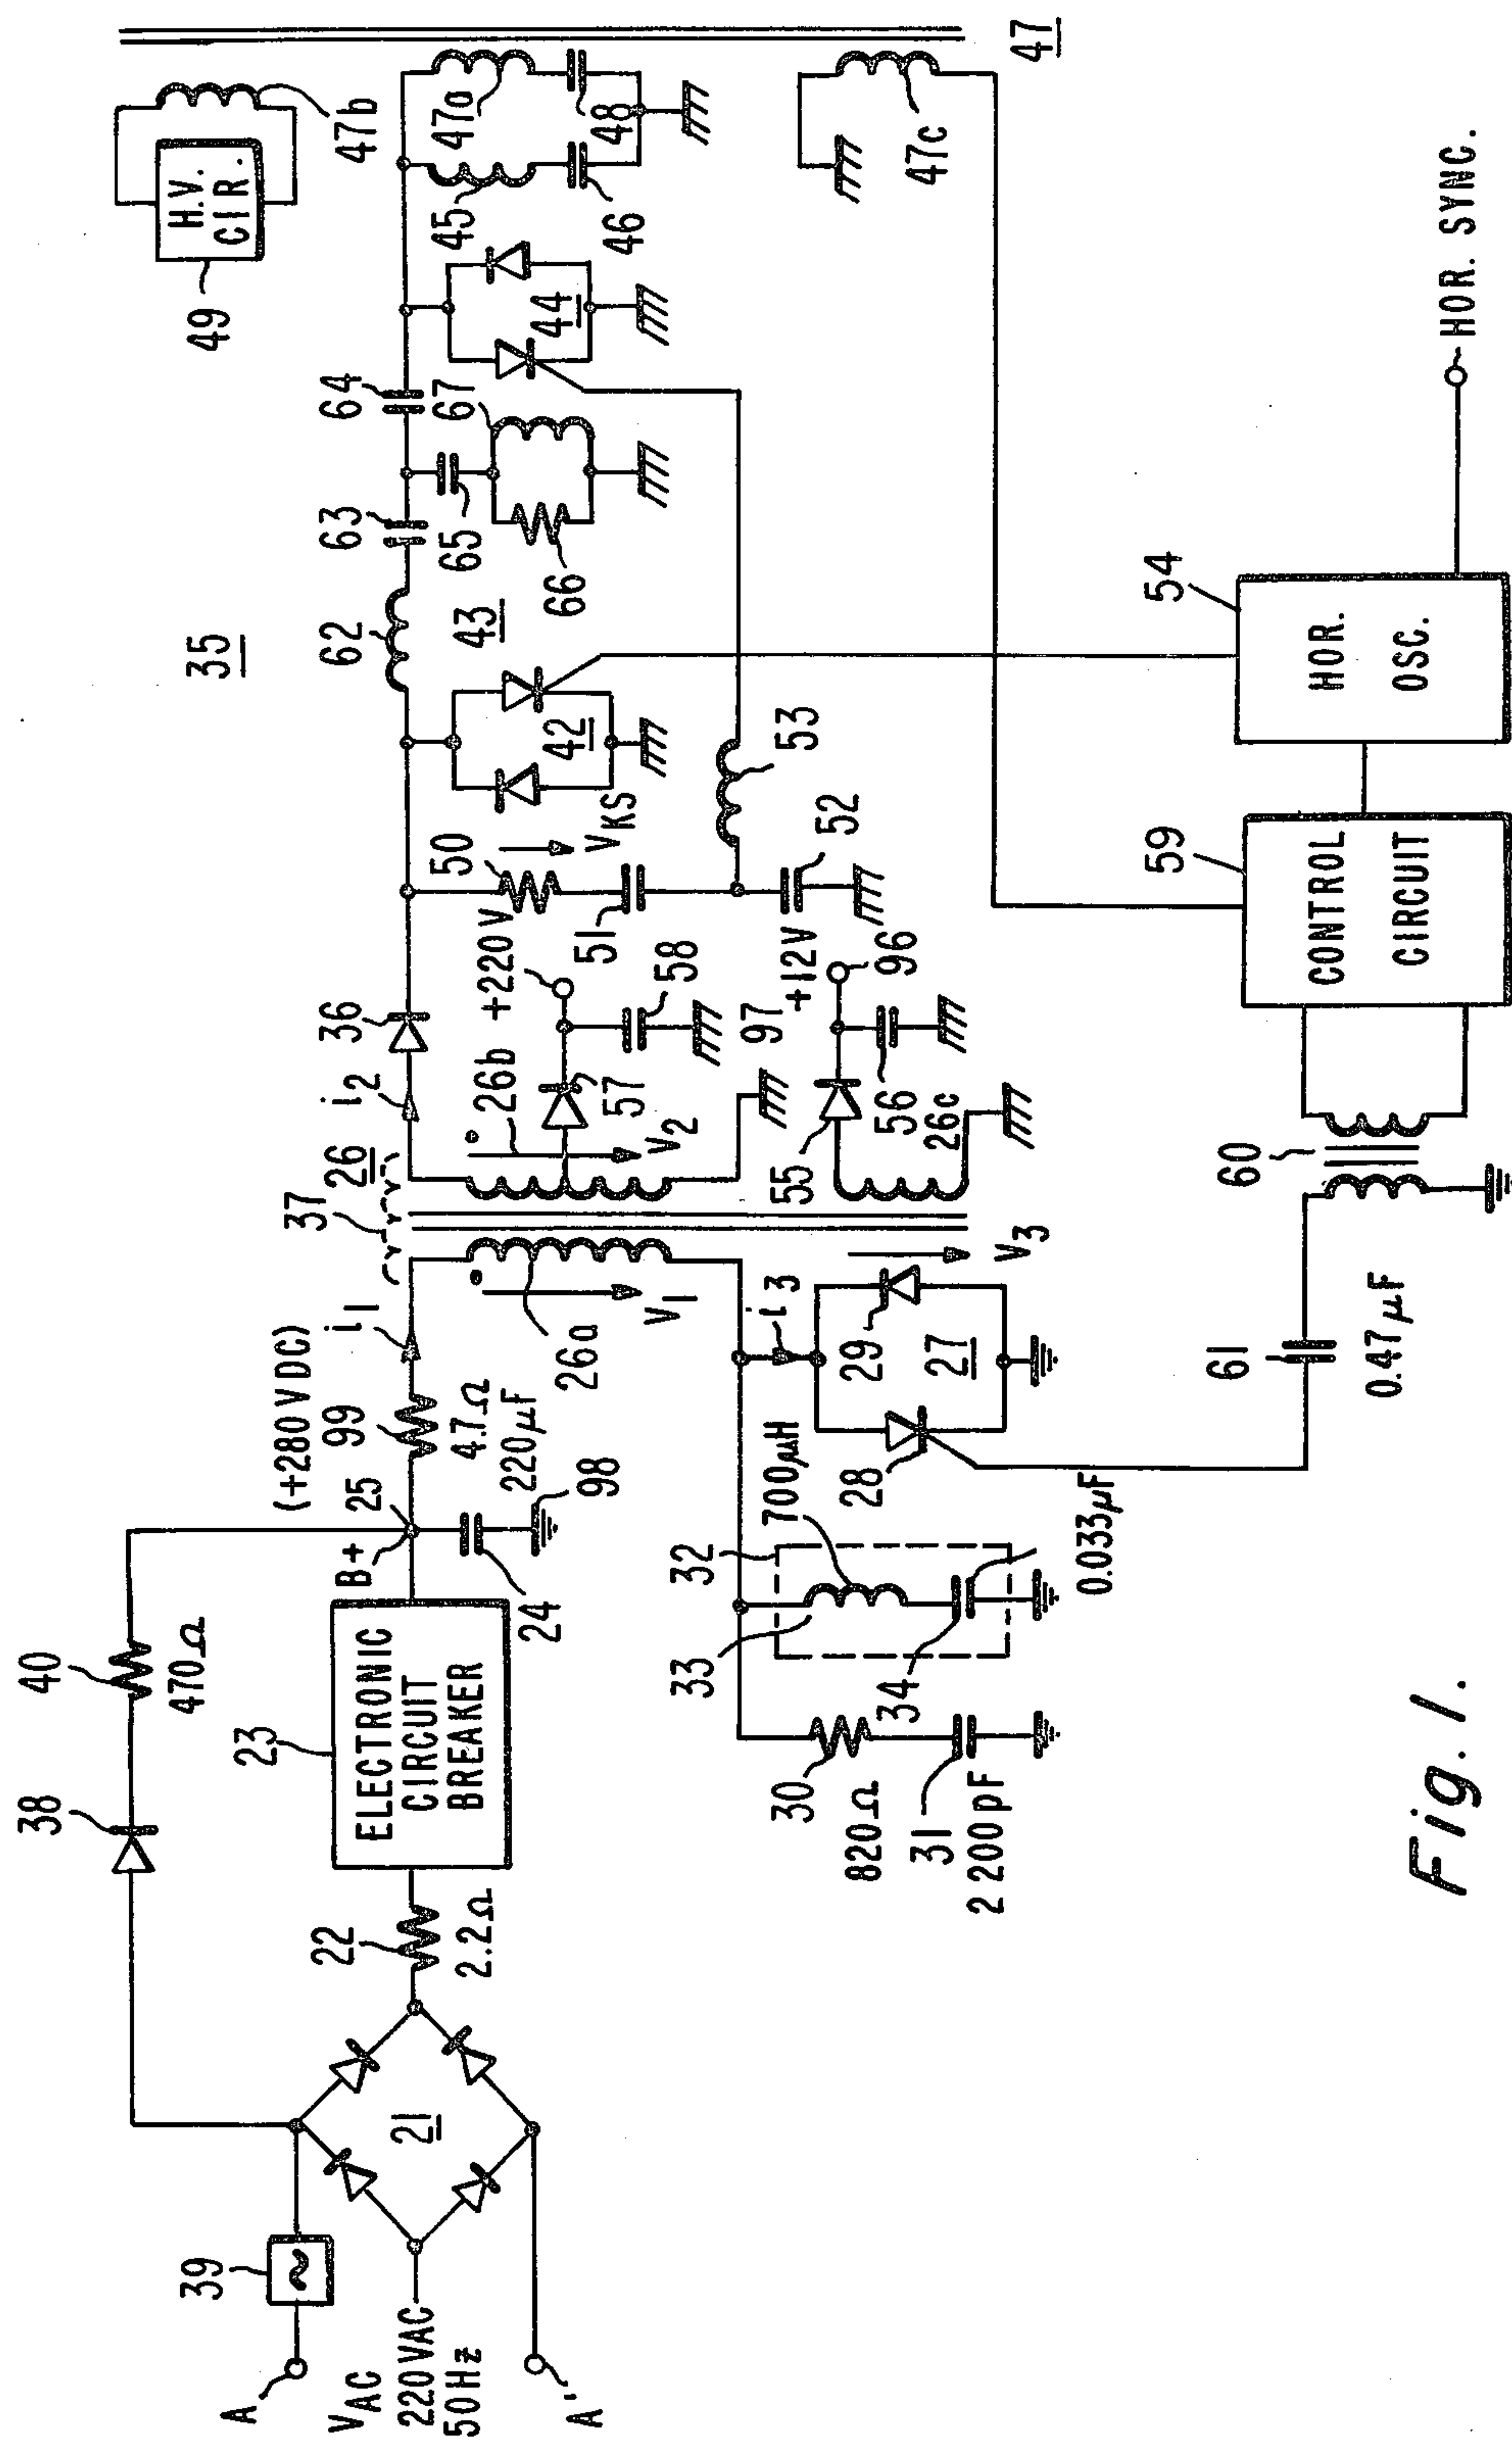 35
47
49
H.V.
CIR.
47b
47a
48
45
46
44
47c
64
67
63
65
66
62
43
42
53
50
VKS
51
52
36
i2
+220V
26b
57
58
V2
97
+12V
96
55
56
26c
26
37
i1
V1
26a
V3
i3
(+280VDC)
99
4.7Ω
220μF
98
25
B+
24
29
27
28
700μH
32
33
34
0.033μF
30
820Ω
31
2200pF
40
470Ω
38
23
ELECTRONIC
CIRCUIT
BREAKER
22
2.2Ω
21
39
~
A
VAC
220VAC
50Hz
A'
HOR. SYNC.
54
HOR.
OSC.
59
CONTROL
CIRCUIT
60
61
0.47μF
Fig. 1.